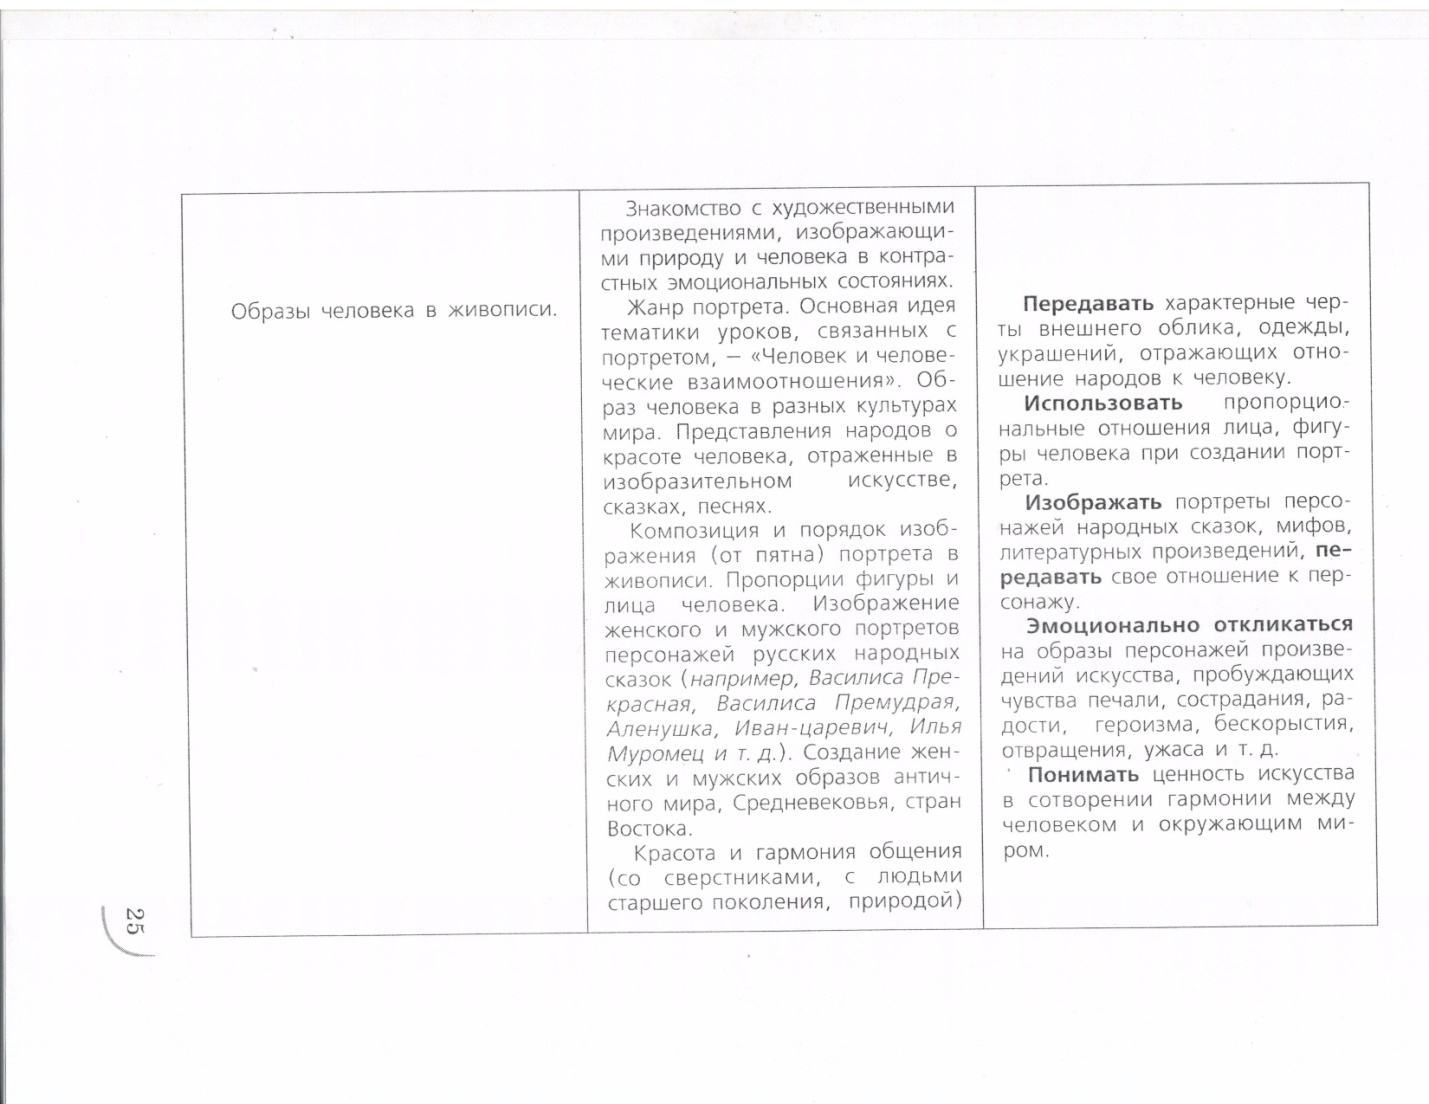 Образы человека в живописи.
Знакомство с художественными
произведениями, изображающи-
ми природу и человека в контра-
стных эмоциональных состояниях.
Жанр портрета. Основная идея
тематики уроков, связанных с
портретом, – «Человек и челове-
ческие взаимоотношения». Об-
раз человека в разных культурах
мира. Представления народов о
красоте человека, отраженные в
изобразительном искусстве,
сказках, песнях.
Композиция и порядок изоб-
ражения (от пятна) портрета в
живописи. Пропорции фигуры и
лица человека. Изображение
женского и мужского портретов
персонажей русских народных
сказок (например, Василиса Пре-
красная, Василиса Премудрая,
Аленушка, Иван-царевич, Илья
Муромец и т. д.). Создание жен-
ских и мужских образов антич-
ного мира, Средневековья, стран
Востока.
Красота и гармония общения
(со сверстниками, с людьми
старшего поколения, природой)
Передавать характерные чер-
ты внешнего облика, одежды,
украшений, отражающих отно-
шение народов к человеку.
Использовать пропорцио-
нальные отношения лица, фигу-
ры человека при создании порт-
рета.
Изображать портреты персо-
нажей народных сказок, мифов,
литературных произведений, пе-
редавать свое отношение к пер-
сонажу.
Эмоционально откликаться
на образы персонажей произве-
дений искусства, пробуждающих
чувства печали, сострадания, ра-
дости, героизма, бескорыстия,
отвращения, ужаса и т. д.
Понимать ценность искусства
в сотворении гармонии между
человеком и окружающим ми-
ром.
25